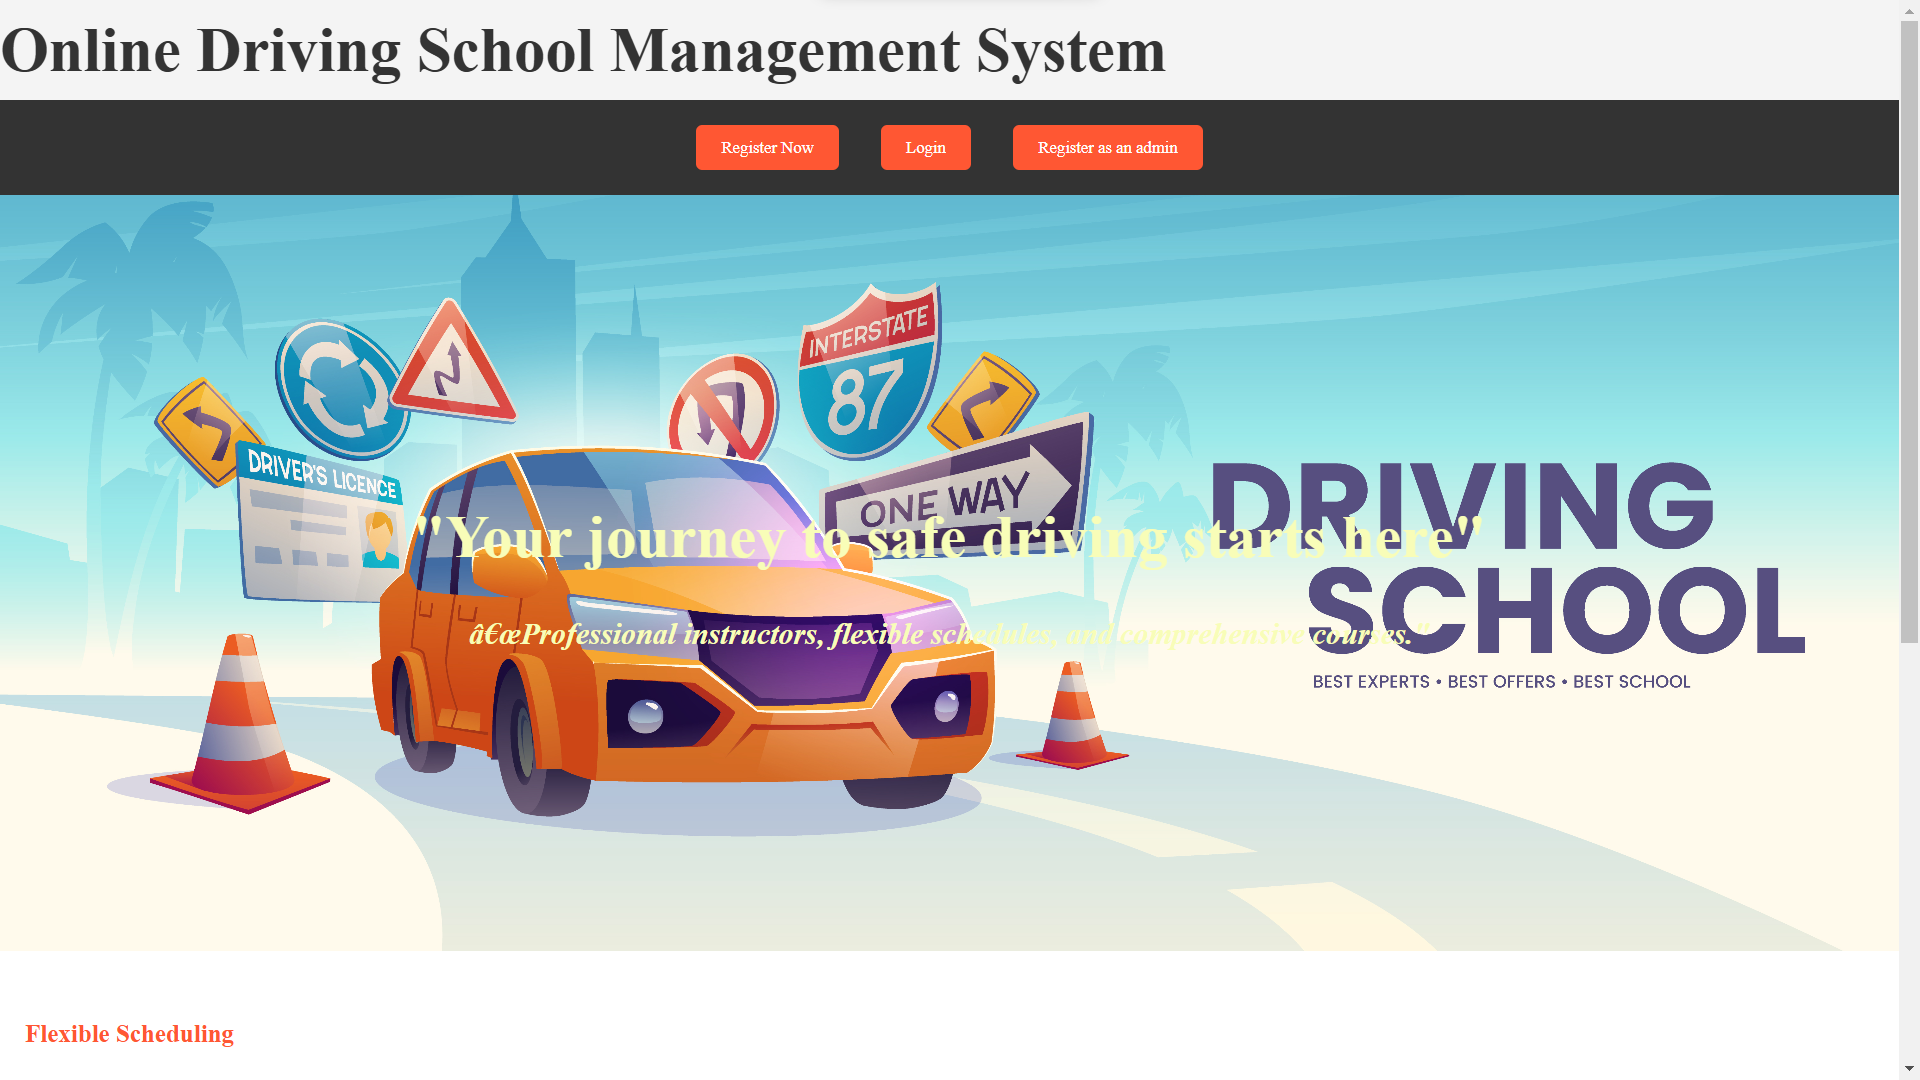 Online Driving School Management System
Register Now
Login
Register as an admin
INTERSTATE
87
DRIVER'S LICENCE
ONE WAY
DRIVING
SCHOOL
BEST EXPERTS • BEST OFFERS • BEST SCHOOL
"Your journey to safe driving starts here"
“Professional instructors, flexible schedules, and comprehensive courses."
Flexible Scheduling